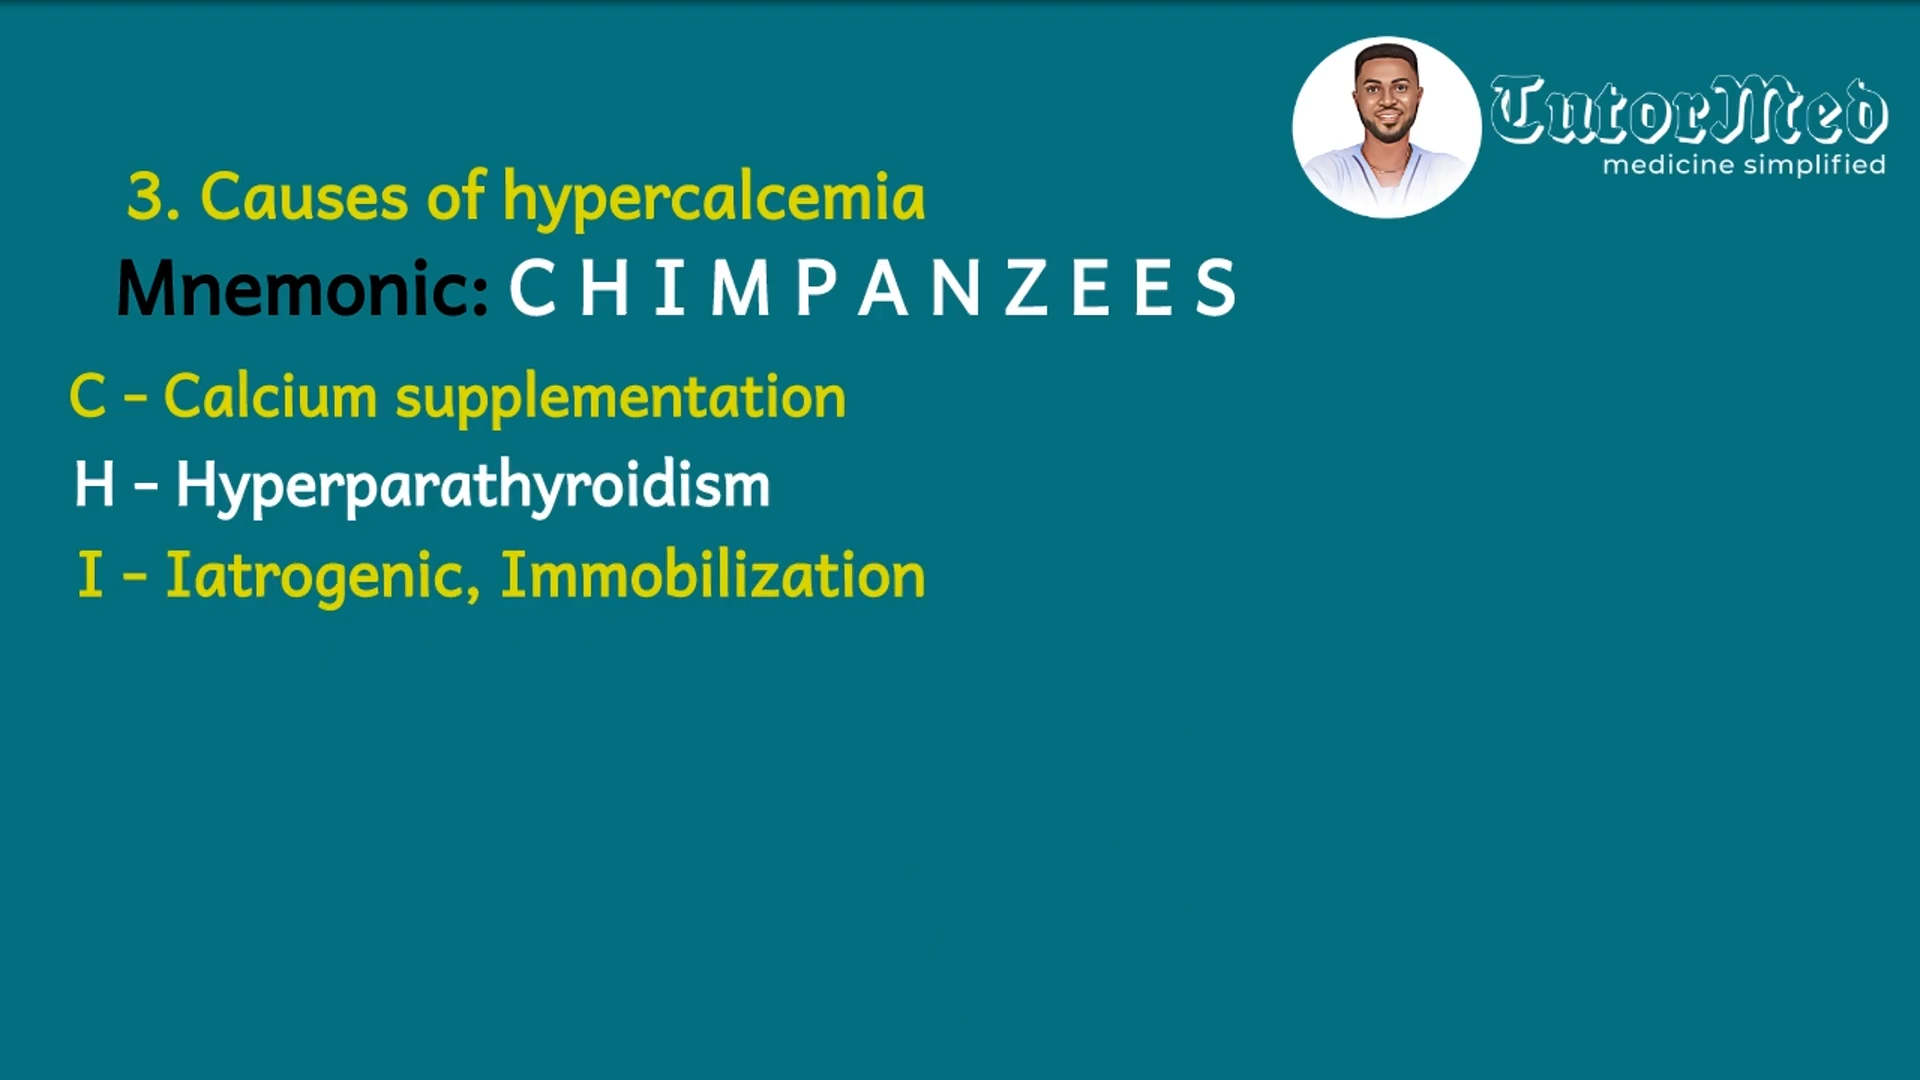 TutorMed
medicine simplified
3. Causes of hypercalcemia
Mnemonic: C H I M P A N Z E E S
C - Calcium supplementation
H - Hyperparathyroidism
I - Iatrogenic, Immobilization